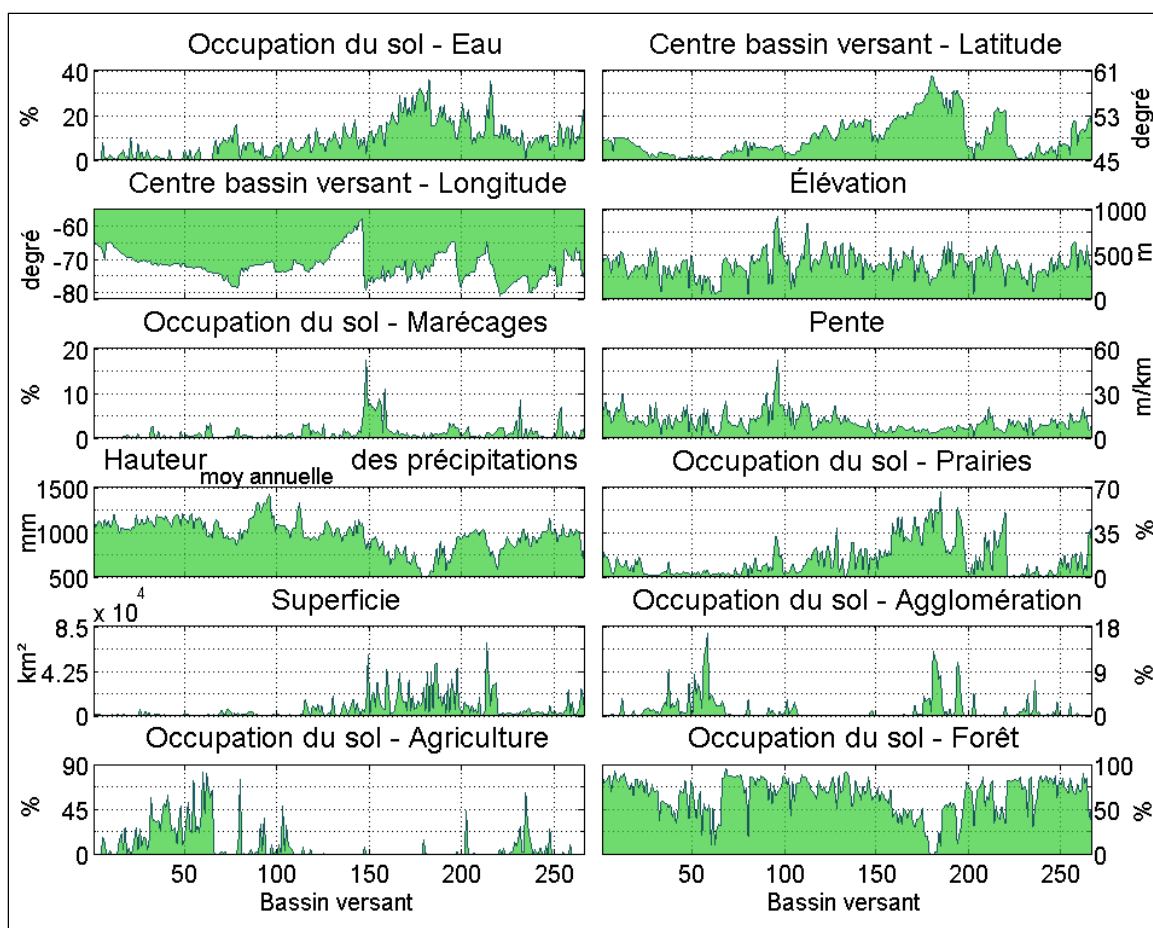 Occupation du sol - Eau
Centre bassin versant - Latitude
40
20
0
%
61
53
45
degré
Centre bassin versant - Longitude
Élévation
-60
-70
-80
degré
1000
500
0
m
Occupation du sol - Marécages
Pente
20
10
0
%
60
30
0
m/km
Hauteur moy annuelle des précipitations
Occupation du sol - Prairies
1500
1000
500
mm
70
35
0
%
x 10^4
Superficie
Occupation du sol - Agglomération
8.5
4.25
0
km²
18
9
0
%
Occupation du sol - Agriculture
Occupation du sol - Forêt
90
45
0
%
100
50
0
%
50 100 150 200 250
50 100 150 200 250
Bassin versant
Bassin versant